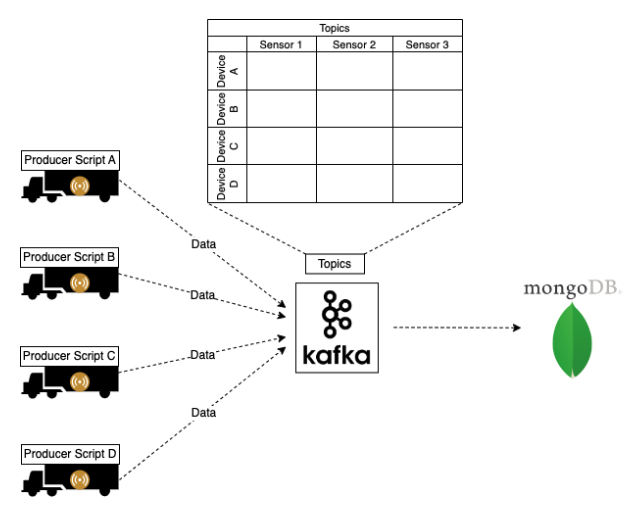 Topics
Sensor 1 Sensor 2 Sensor 3
Device A
Device B
Device C
Device D
Producer Script A
Data
Producer Script B
Data
Topics
kafka
mongoDB.
Producer Script C
Data
Data
Producer Script D